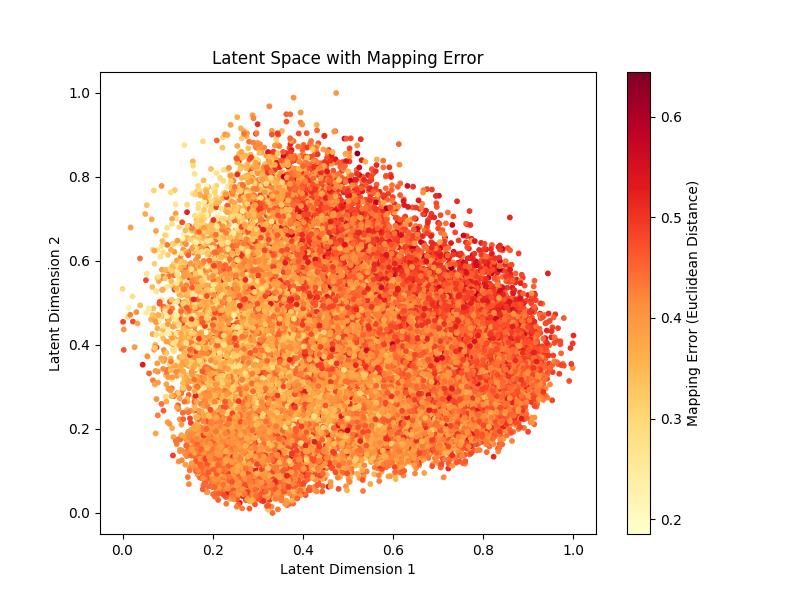 Latent Space with Mapping Error
Latent Dimension 2
1.0
0.8
0.6
0.4
0.2
0.0
0.0 0.2 0.4 0.6 0.8 1.0
Latent Dimension 1
0.6
0.5
0.4
0.3
0.2
Mapping Error (Euclidean Distance)